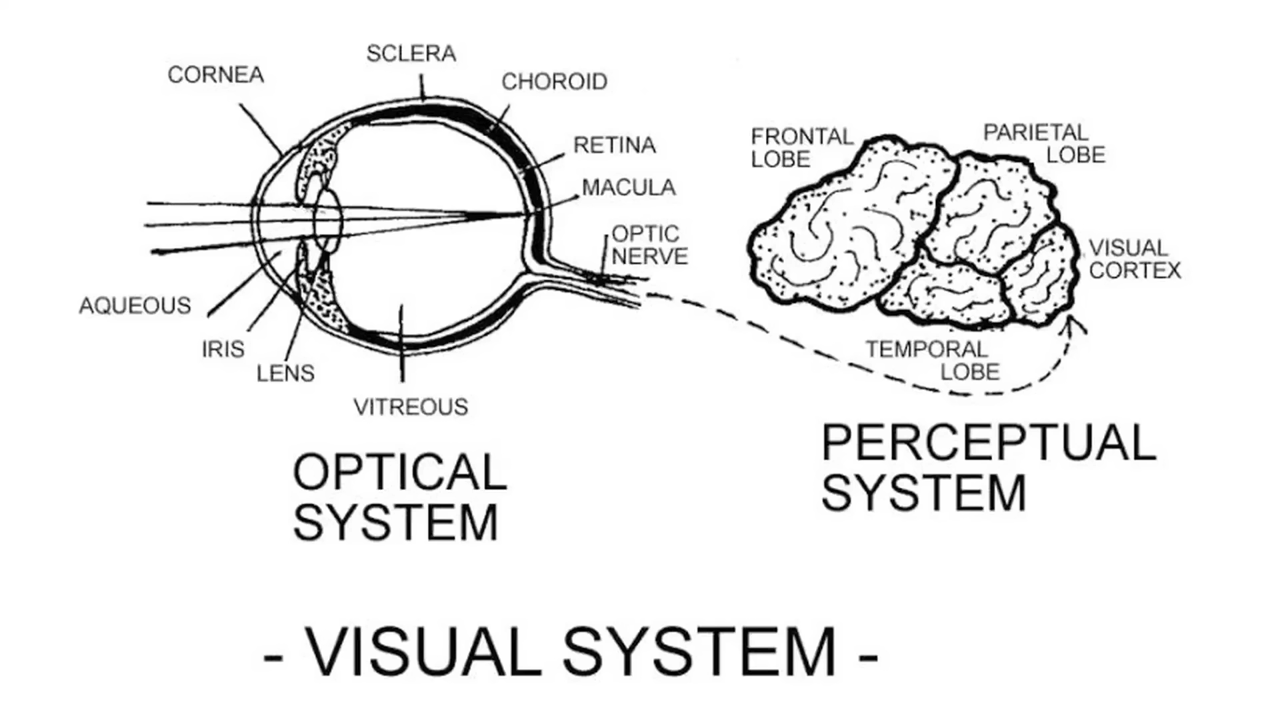 SCLERA
CORNEA
CHOROID
RETINA
MACULA
OPTIC
NERVE
AQUEOUS
IRIS
LENS
VITREOUS
OPTICAL
SYSTEM
FRONTAL
LOBE
PARIETAL
LOBE
VISUAL
CORTEX
TEMPORAL
LOBE
PERCEPTUAL
SYSTEM
- VISUAL SYSTEM -